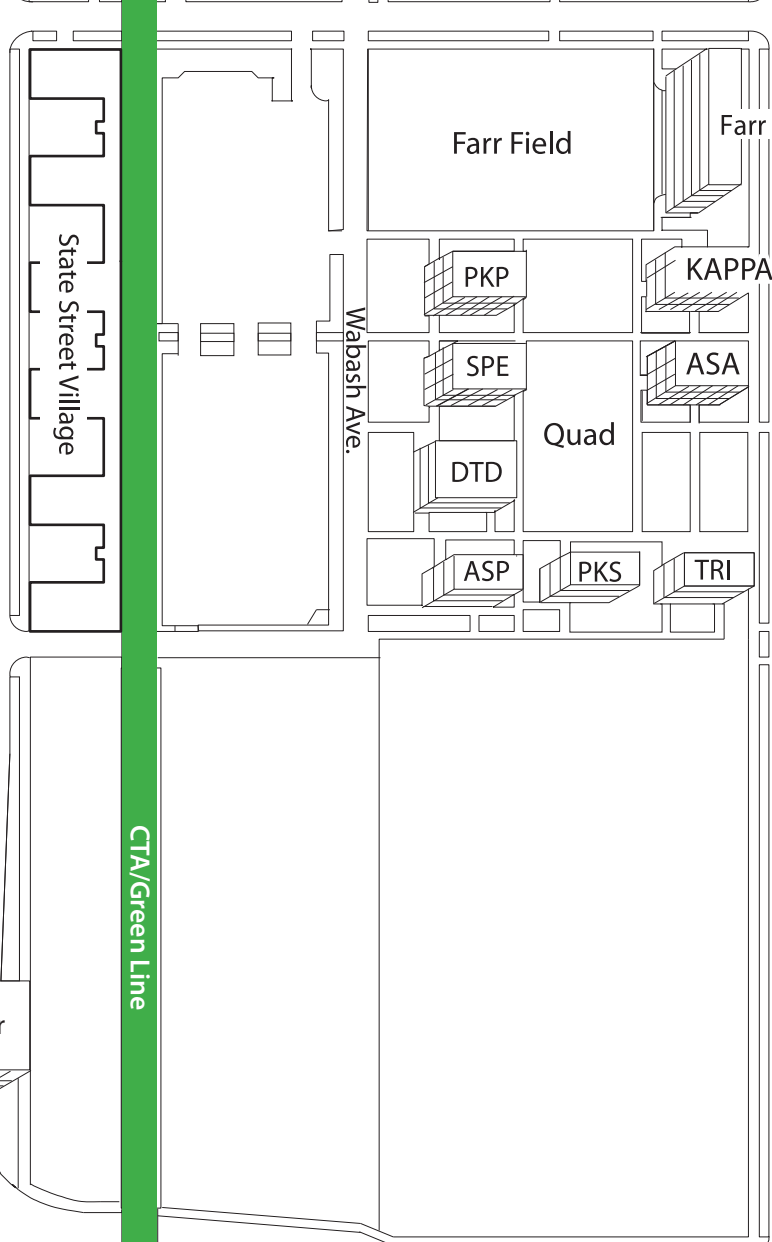 Farr Field
Farr
PKP
KAPPA
State Street Village
Wabash Ave.
SPE
ASA
Quad
DTD
ASP
PKS
TRI
CTA/Green Line
r